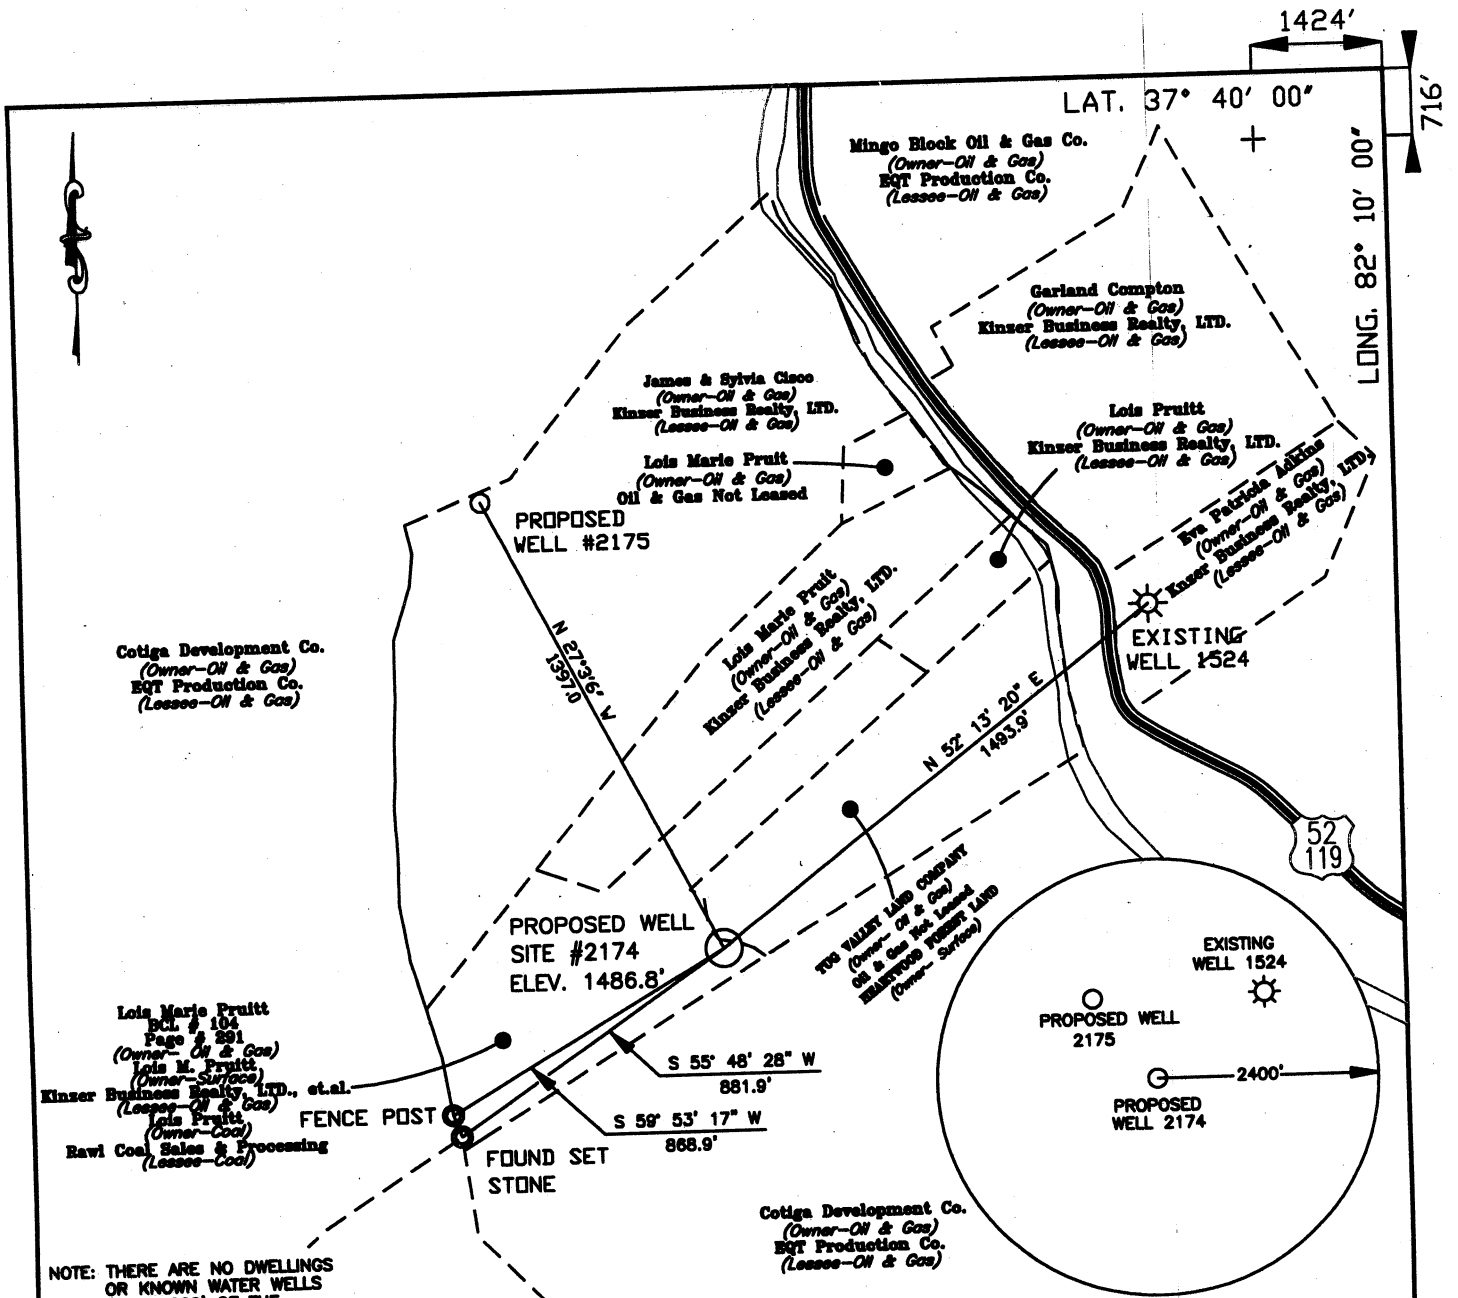 1424'
716'
LAT. 37° 40' 00"
LONG. 82° 10' 00"
Mingo Block Oil & Gas Co.
(Owner-Oil & Gas)
EQT Production Co.
(Lessee-Oil & Gas)
Garland Compton
(Owner-Oil & Gas)
Kinzer Business Realty, LTD.
(Lessee-Oil & Gas)
James & Sylvia Cisco
(Owner-Oil & Gas)
Kinzer Business Realty, LTD.
(Lessee-Oil & Gas)
Lois Pruitt
(Owner-Oil & Gas)
Kinzer Business Realty, LTD.
(Lessee-Oil & Gas)
Lois Marie Pruit
(Owner-Oil & Gas)
Oil & Gas Not Leased
Eva Patricia Adkins
(Owner-Oil & Gas)
Kinzer Business Realty, LTD.
(Lessee-Oil & Gas)
PROPOSED
WELL #2175
Lois Marie Pruit
(Owner-Oil & Gas)
Kinzer Business Realty, LTD.
(Lessee-Oil & Gas)
N 27°3'6" W
1397.0
EXISTING
WELL 1524
Cotiga Development Co.
(Owner-Oil & Gas)
EQT Production Co.
(Lessee-Oil & Gas)
N 52° 13' 20" E
1493.9'
52
119
TUG VALLEY LAND COMPANY
(Owner- Oil & Gas)
Oil & Gas Not Leased
HEARTWOOD FOREST LAND
(Owner- Surface)
PROPOSED WELL
SITE #2174
ELEV. 1486.8'
EXISTING
WELL 1524
PROPOSED WELL
2175
2400'
PROPOSED
WELL 2174
Lois Marie Pruitt
BCL # 104
Page # 291
(Owner- Oil & Gas)
Lois M. Pruitt
(Owner-Surface)
Kinzer Business Realty, LTD., et.al.
(Lessee-Oil & Gas)
Lois Pruitt
(Owner-Coal)
Rawl Coal Sales & Processing
(Lessee-Coal)
S 55° 48' 28" W
881.9'
S 59° 53' 17" W
868.9'
FENCE POST
FOUND SET
STONE
Cotiga Development Co.
(Owner-Oil & Gas)
EQT Production Co.
(Lessee-Oil & Gas)
NOTE: THERE ARE NO DWELLINGS
OR KNOWN WATER WELLS